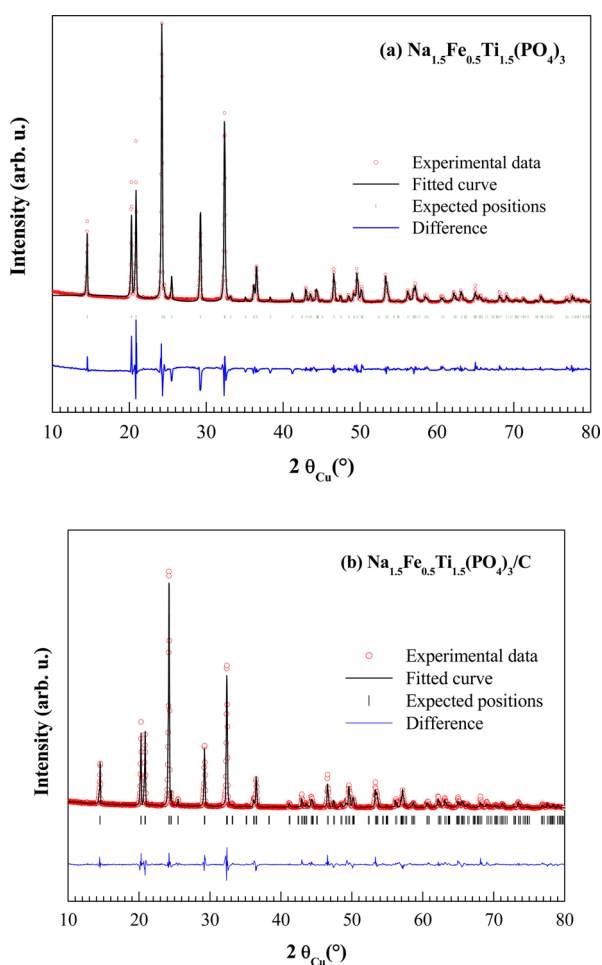 (a) Na1.5Fe0.5Ti1.5(PO4)3
Intensity (arb. u.)
Experimental data
Fitted curve
Expected positions
Difference
10 20 30 40 50 60 70 80
2 θCu(°)
(b) Na1.5Fe0.5Ti1.5(PO4)3/C
Intensity (arb. u.)
Experimental data
Fitted curve
Expected positions
Difference
10 20 30 40 50 60 70 80
2 θCu(°)